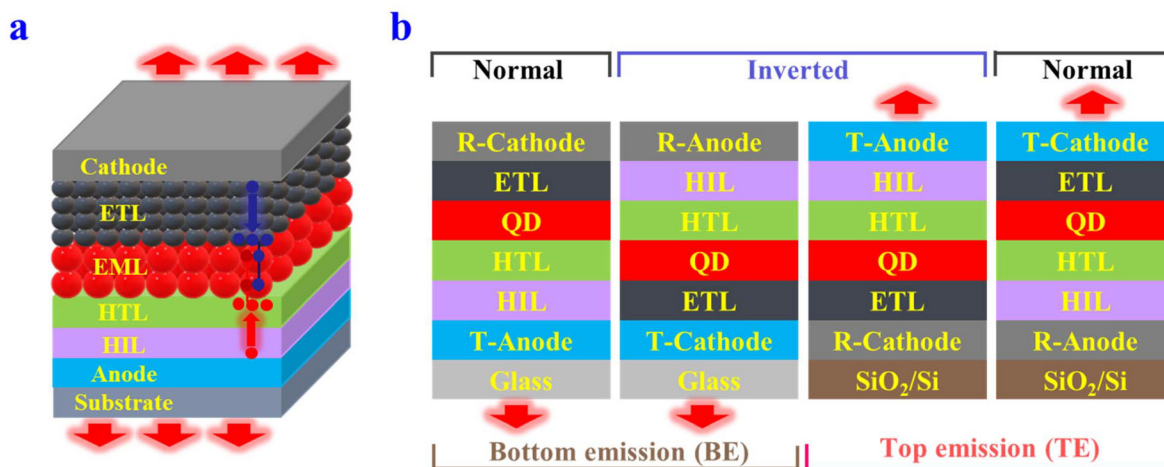 a
Cathode
ETL
EML
HTL
HIL
Anode
Substrate
b
Normal
Inverted
Normal
R-Cathode
ETL
QD
HTL
HIL
T-Anode
Glass
R-Anode
HIL
HTL
QD
ETL
T-Cathode
Glass
T-Anode
HIL
HTL
QD
ETL
R-Cathode
SiO₂/Si
T-Cathode
ETL
QD
HTL
HIL
R-Anode
SiO₂/Si
Bottom emission (BE)
Top emission (TE)